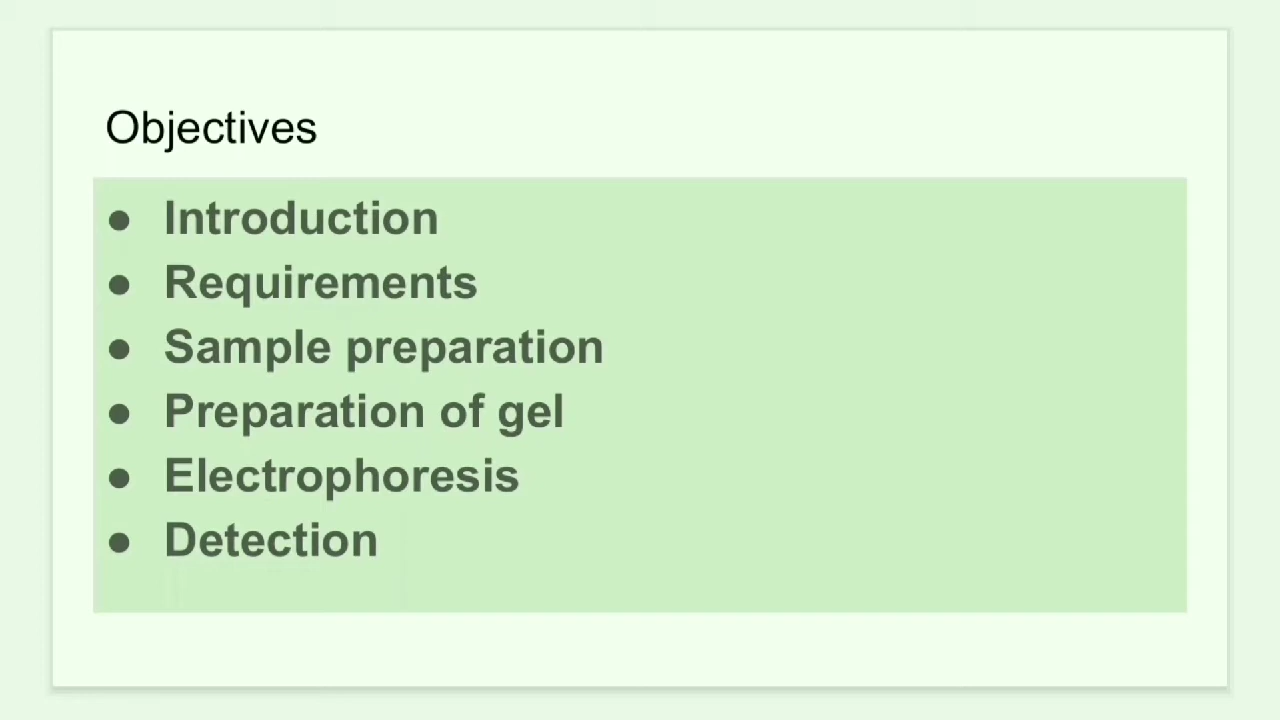 Objectives
● Introduction
● Requirements
● Sample preparation
● Preparation of gel
● Electrophoresis
● Detection